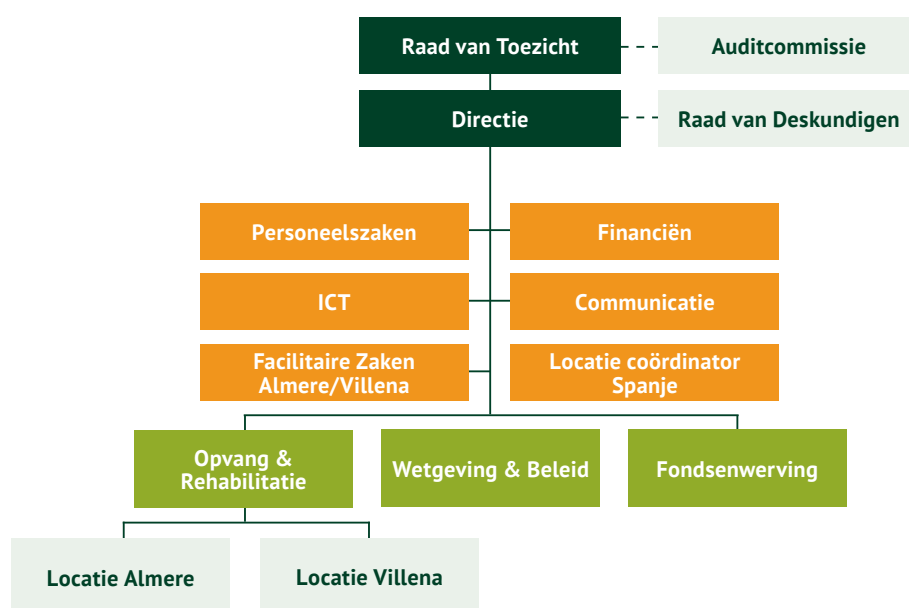 Raad van Toezicht
Auditcommissie
Directie
Raad van Deskundigen
Personeelszaken
Financiën
ICT
Communicatie
Facilitaire Zaken
Almere/Villena
Locatie coördinator
Spanje
Opvang &
Rehabilitatie
Wetgeving & Beleid
Fondsenwerving
Locatie Almere
Locatie Villena